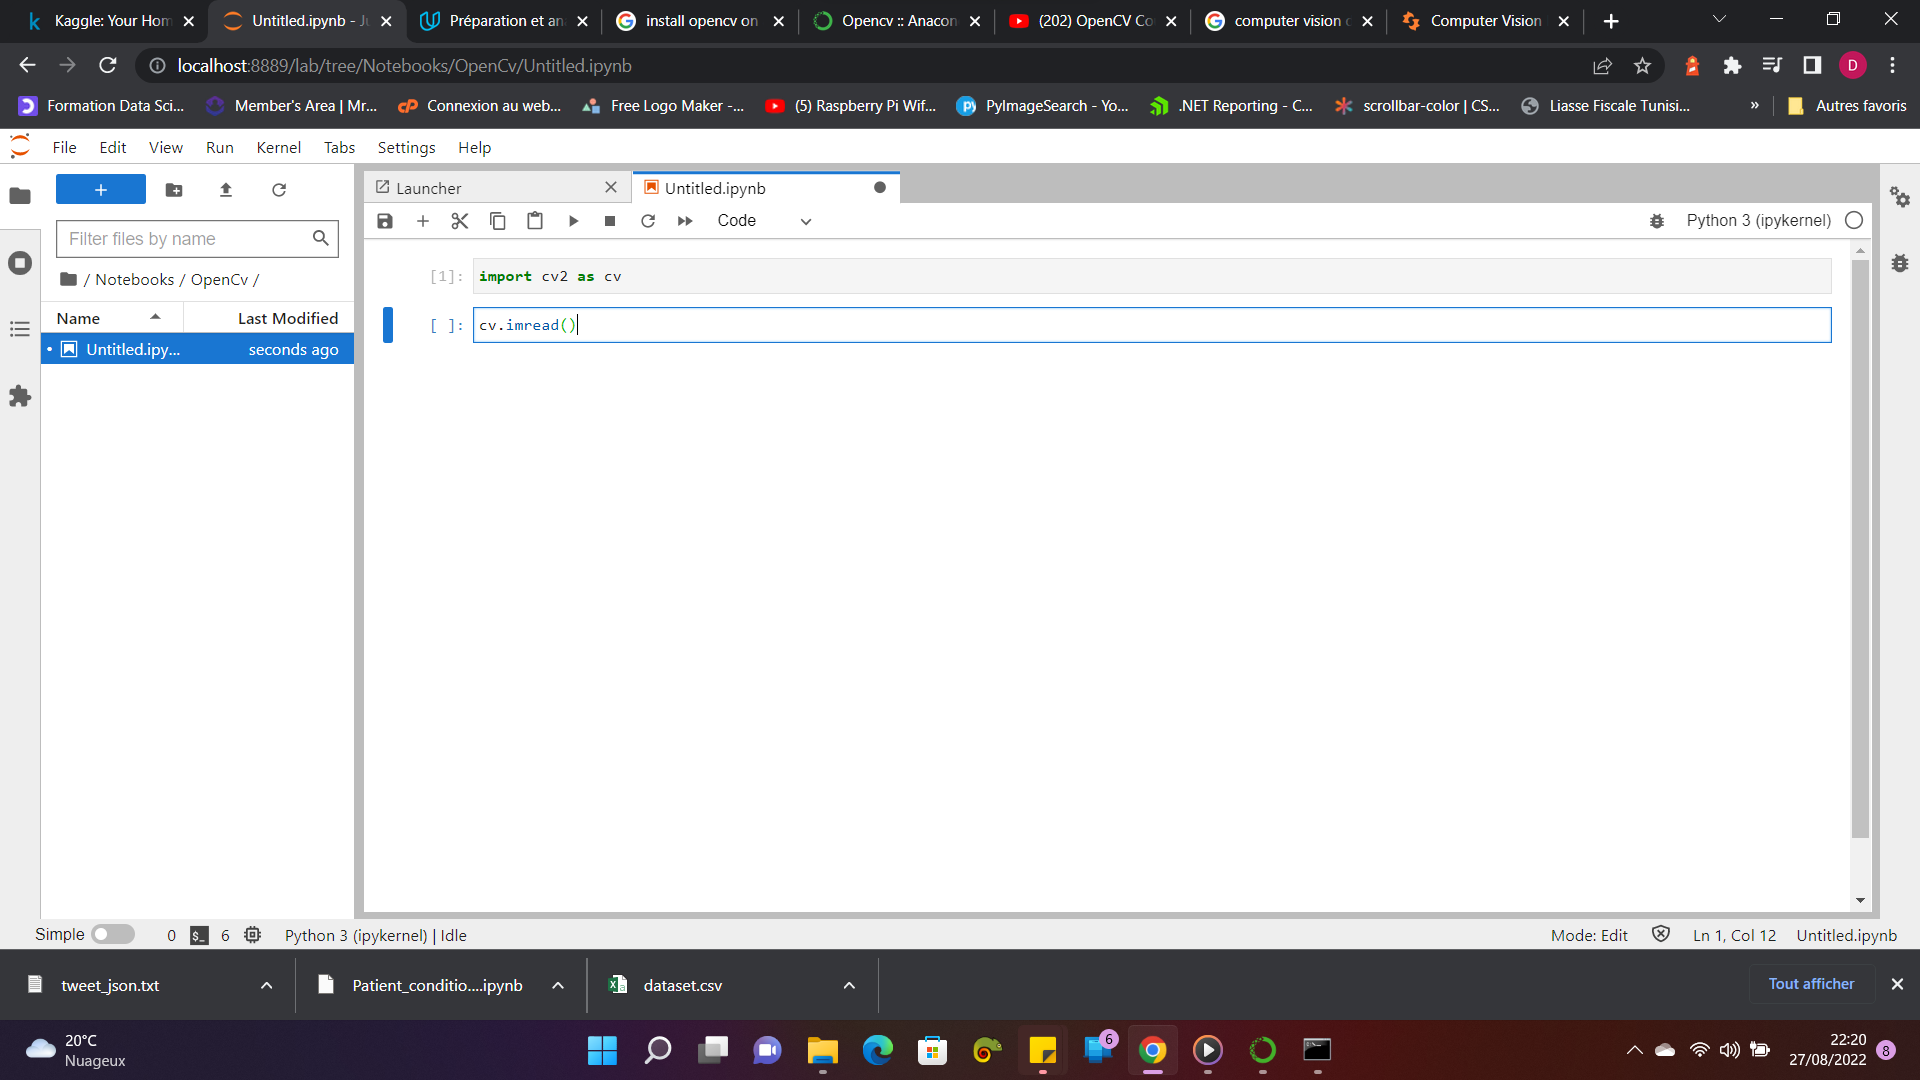 Kaggle: Your Hom
Untitled.ipynb - Ju
Préparation et an
install opencv on
Opencv :: Anacon
(202) OpenCV Co
computer vision c
Computer Vision
localhost:8889/lab/tree/Notebooks/OpenCv/Untitled.ipynb
D
Formation Data Sci...
Member's Area | Mr...
Connexion au web...
Free Logo Maker -...
(5) Raspberry Pi Wif...
PyImageSearch - Yo...
.NET Reporting - C...
scrollbar-color | CS...
Liasse Fiscale Tunisi...
»
Autres favoris
File Edit View Run Kernel Tabs Settings Help
Launcher
Untitled.ipynb
Code
Python 3 (ipykernel)
Filter files by name
/ Notebooks / OpenCv /
Name
Last Modified
Untitled.ipy...
seconds ago
[1]: import cv2 as cv
[ ]: cv.imread()
Simple
0
$_
6
Python 3 (ipykernel) | Idle
Mode: Edit
Ln 1, Col 12
Untitled.ipynb
tweet_json.txt
Patient_conditio....ipynb
dataset.csv
Tout afficher
20°C
Nuageux
6
22:20
27/08/2022
8